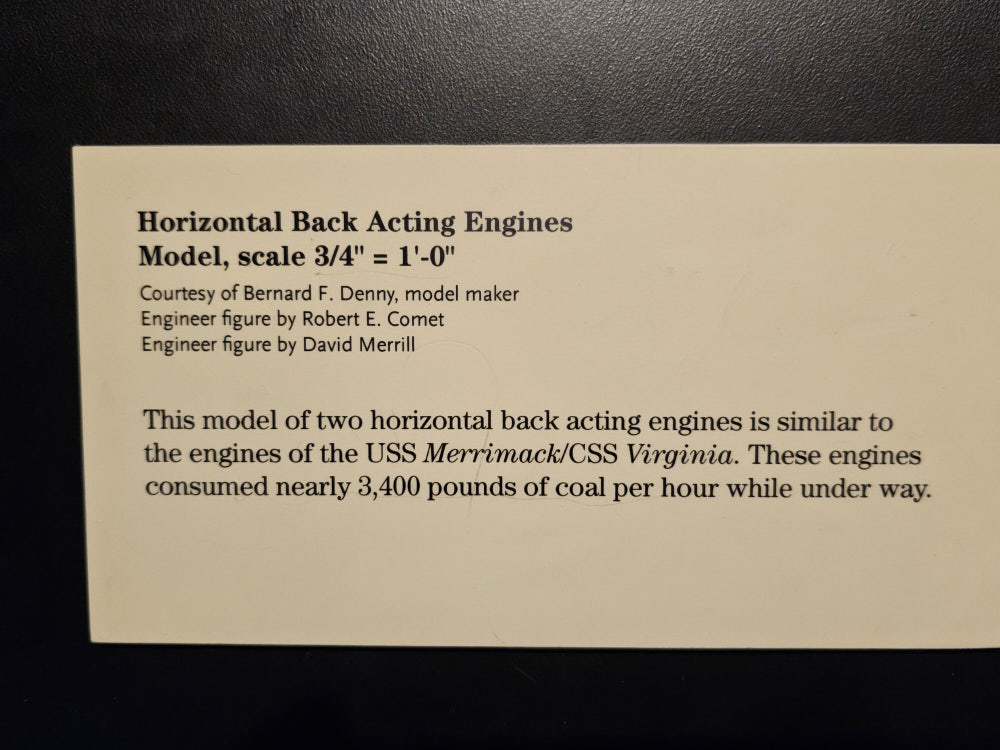 Horizontal Back Acting Engines
Model, scale 3/4" = 1'-0"
Courtesy of Bernard F. Denny, model maker
Engineer figure by Robert E. Comet
Engineer figure by David Merrill
This model of two horizontal back acting engines is similar to
the engines of the USS Merrimack/CSS Virginia. These engines
consumed nearly 3,400 pounds of coal per hour while under way.